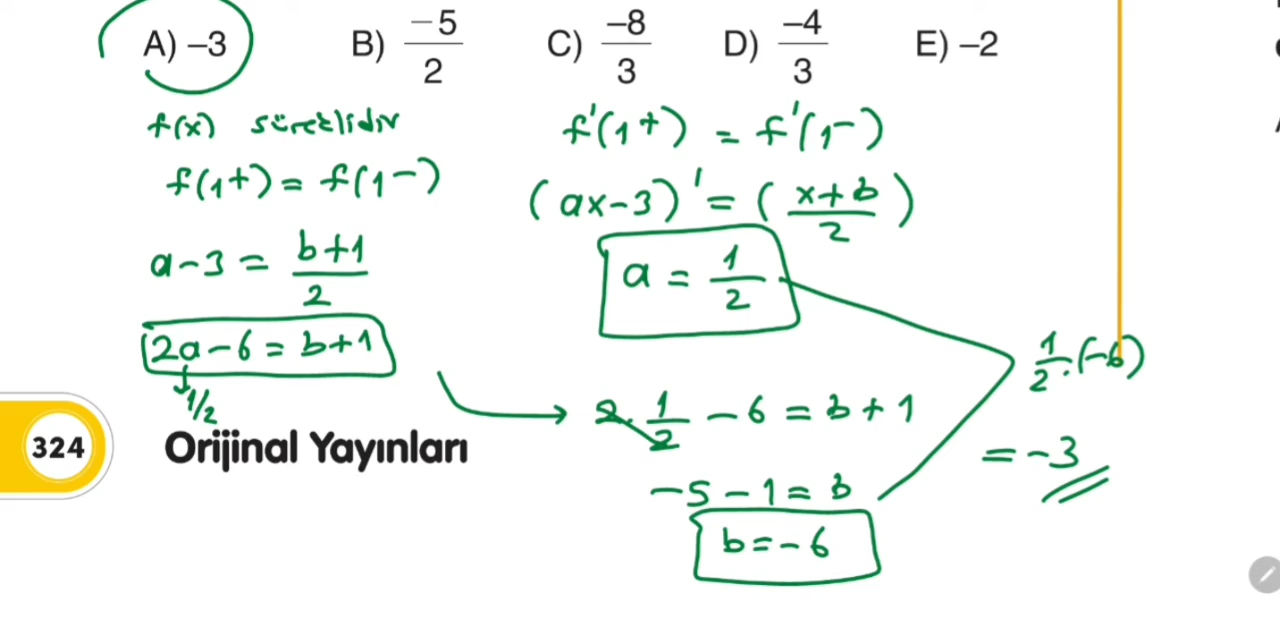 A) –3 B) −5/2 C) −8/3 D) −4/3 E) –2
f(x) süreklidir
f(1+) = f(1−)
a−3 = b+1/2
2a−6 = b+1
1/2
f'(1+) = f'(1−)
(ax−3)' = (x+b/2)
a = 1/2
2.1/2 − 6 = b+1
−5−1 = b
b = −6
1/2.(−6)
= −3
324 Orijinal Yayınları